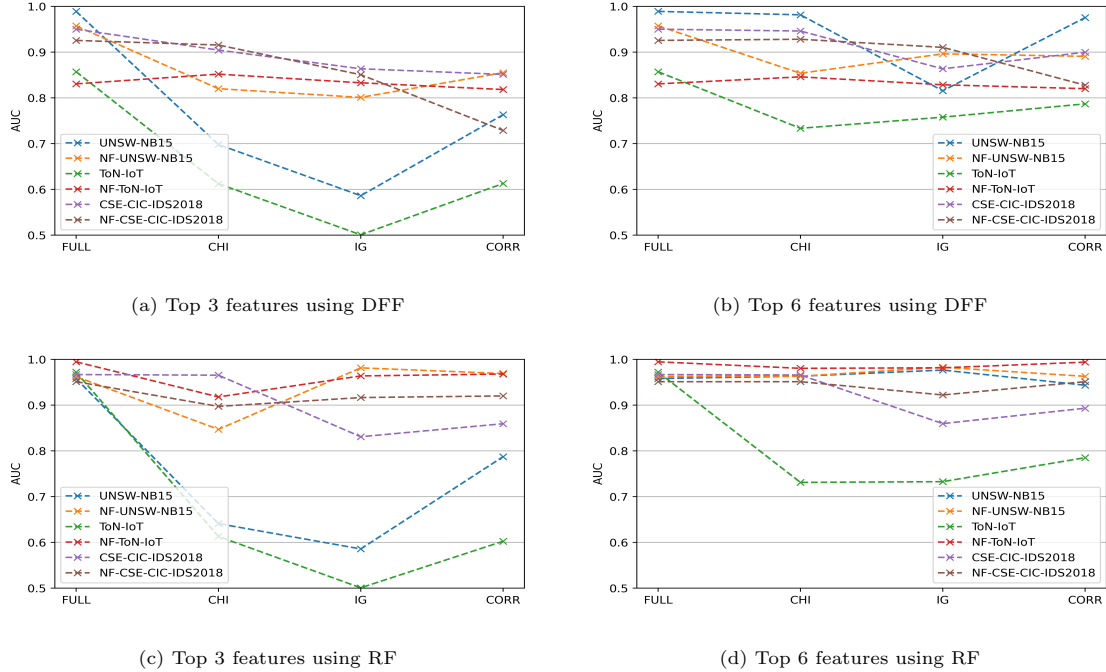 1.0
0.9
0.8
0.7
0.6
0.5
AUC
UNSW-NB15
NF-UNSW-NB15
ToN-IoT
NF-ToN-IoT
CSE-CIC-IDS2018
NF-CSE-CIC-IDS2018
FULL CHI IG CORR
(a) Top 3 features using DFF
1.0
0.9
0.8
0.7
0.6
0.5
AUC
UNSW-NB15
NF-UNSW-NB15
ToN-IoT
NF-ToN-IoT
CSE-CIC-IDS2018
NF-CSE-CIC-IDS2018
FULL CHI IG CORR
(b) Top 6 features using DFF
1.0
0.9
0.8
0.7
0.6
0.5
AUC
UNSW-NB15
NF-UNSW-NB15
ToN-IoT
NF-ToN-IoT
CSE-CIC-IDS2018
NF-CSE-CIC-IDS2018
FULL CHI IG CORR
(c) Top 3 features using RF
1.0
0.9
0.8
0.7
0.6
0.5
AUC
UNSW-NB15
NF-UNSW-NB15
ToN-IoT
NF-ToN-IoT
CSE-CIC-IDS2018
NF-CSE-CIC-IDS2018
FULL CHI IG CORR
(d) Top 6 features using RF